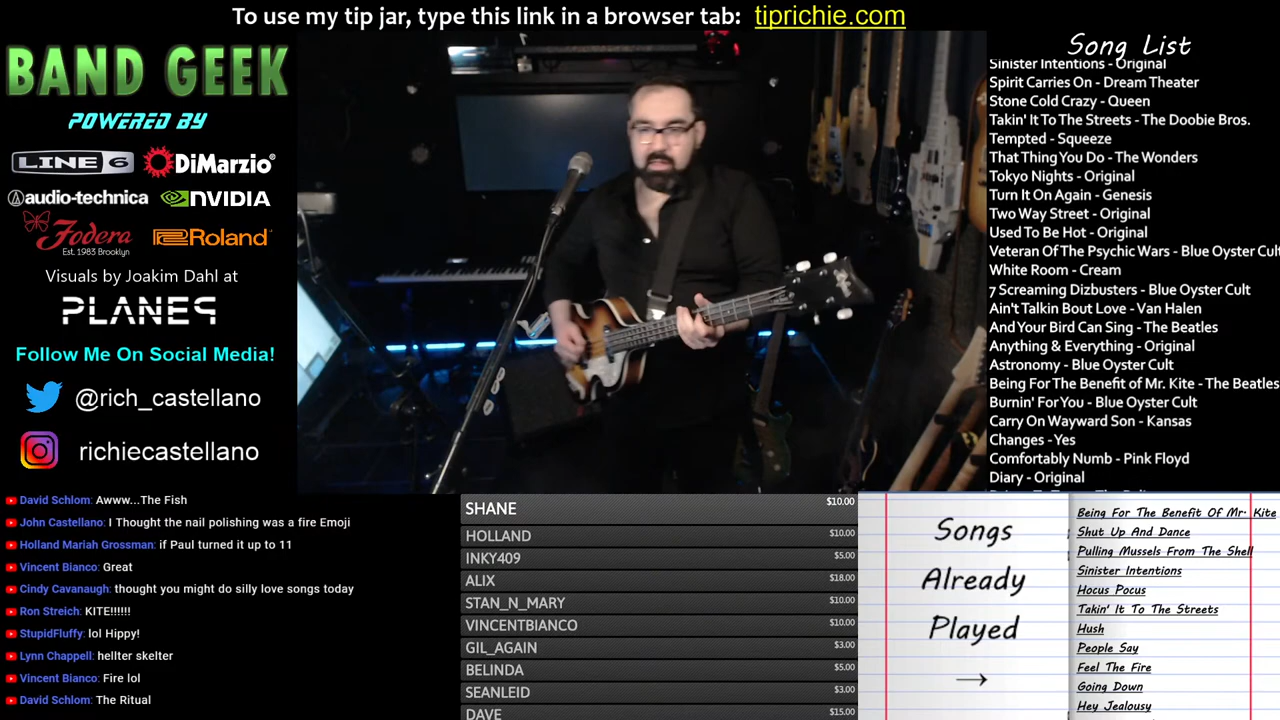 To use my tip jar, type this link in a browser tab: tiprichie.com
BAND GEEK
POWERED BY
LINE 6
DiMarzio
audio-technica
NVIDIA
Fodera
Est. 1983 Brooklyn
Roland
Visuals by Joakim Dahl at
PLANE9
Follow Me On Social Media!
@rich_castellano
richiecastellano
David Schlom: Awww...The Fish
John Castellano: I Thought the nail polishing was a fire Emoji
Holland Mariah Grossman: if Paul turned it up to 11
Vincent Bianco: Great
Cindy Cavanaugh: thought you might do silly love songs today
Ron Streich: KITE!!!!!!
StupidFluffy: lol Hippy!
Lynn Chappell: hellter skelter
Vincent Bianco: Fire lol
David Schlom: The Ritual
SHANE $10.00
HOLLAND $10.00
INKY409 $5.00
ALIX $18.00
STAN_N_MARY $10.00
VINCENTBIANCO $10.00
GIL_AGAIN $3.00
BELINDA $5.00
SEANLEID $3.00
DAVE $15.00
Song List
Sinister Intentions - Original
Spirit Carries On - Dream Theater
Stone Cold Crazy - Queen
Takin' It To The Streets - The Doobie Bros.
Tempted - Squeeze
That Thing You Do - The Wonders
Tokyo Nights - Original
Turn It On Again - Genesis
Two Way Street - Original
Used To Be Hot - Original
Veteran Of The Psychic Wars - Blue Oyster Cult
White Room - Cream
7 Screaming Dizbusters - Blue Oyster Cult
Ain't Talkin Bout Love - Van Halen
And Your Bird Can Sing - The Beatles
Anything & Everything - Original
Astronomy - Blue Oyster Cult
Being For The Benefit of Mr. Kite - The Beatles
Burnin' For You - Blue Oyster Cult
Carry On Wayward Son - Kansas
Changes - Yes
Comfortably Numb - Pink Floyd
Diary - Original
Songs
Already
Played
→
Being For The Benefit Of Mr. Kite
Shut Up And Dance
Pulling Mussels From The Shell
Sinister Intentions
Hocus Pocus
Takin' It To The Streets
Hush
People Say
Feel The Fire
Going Down
Hey Jealousy